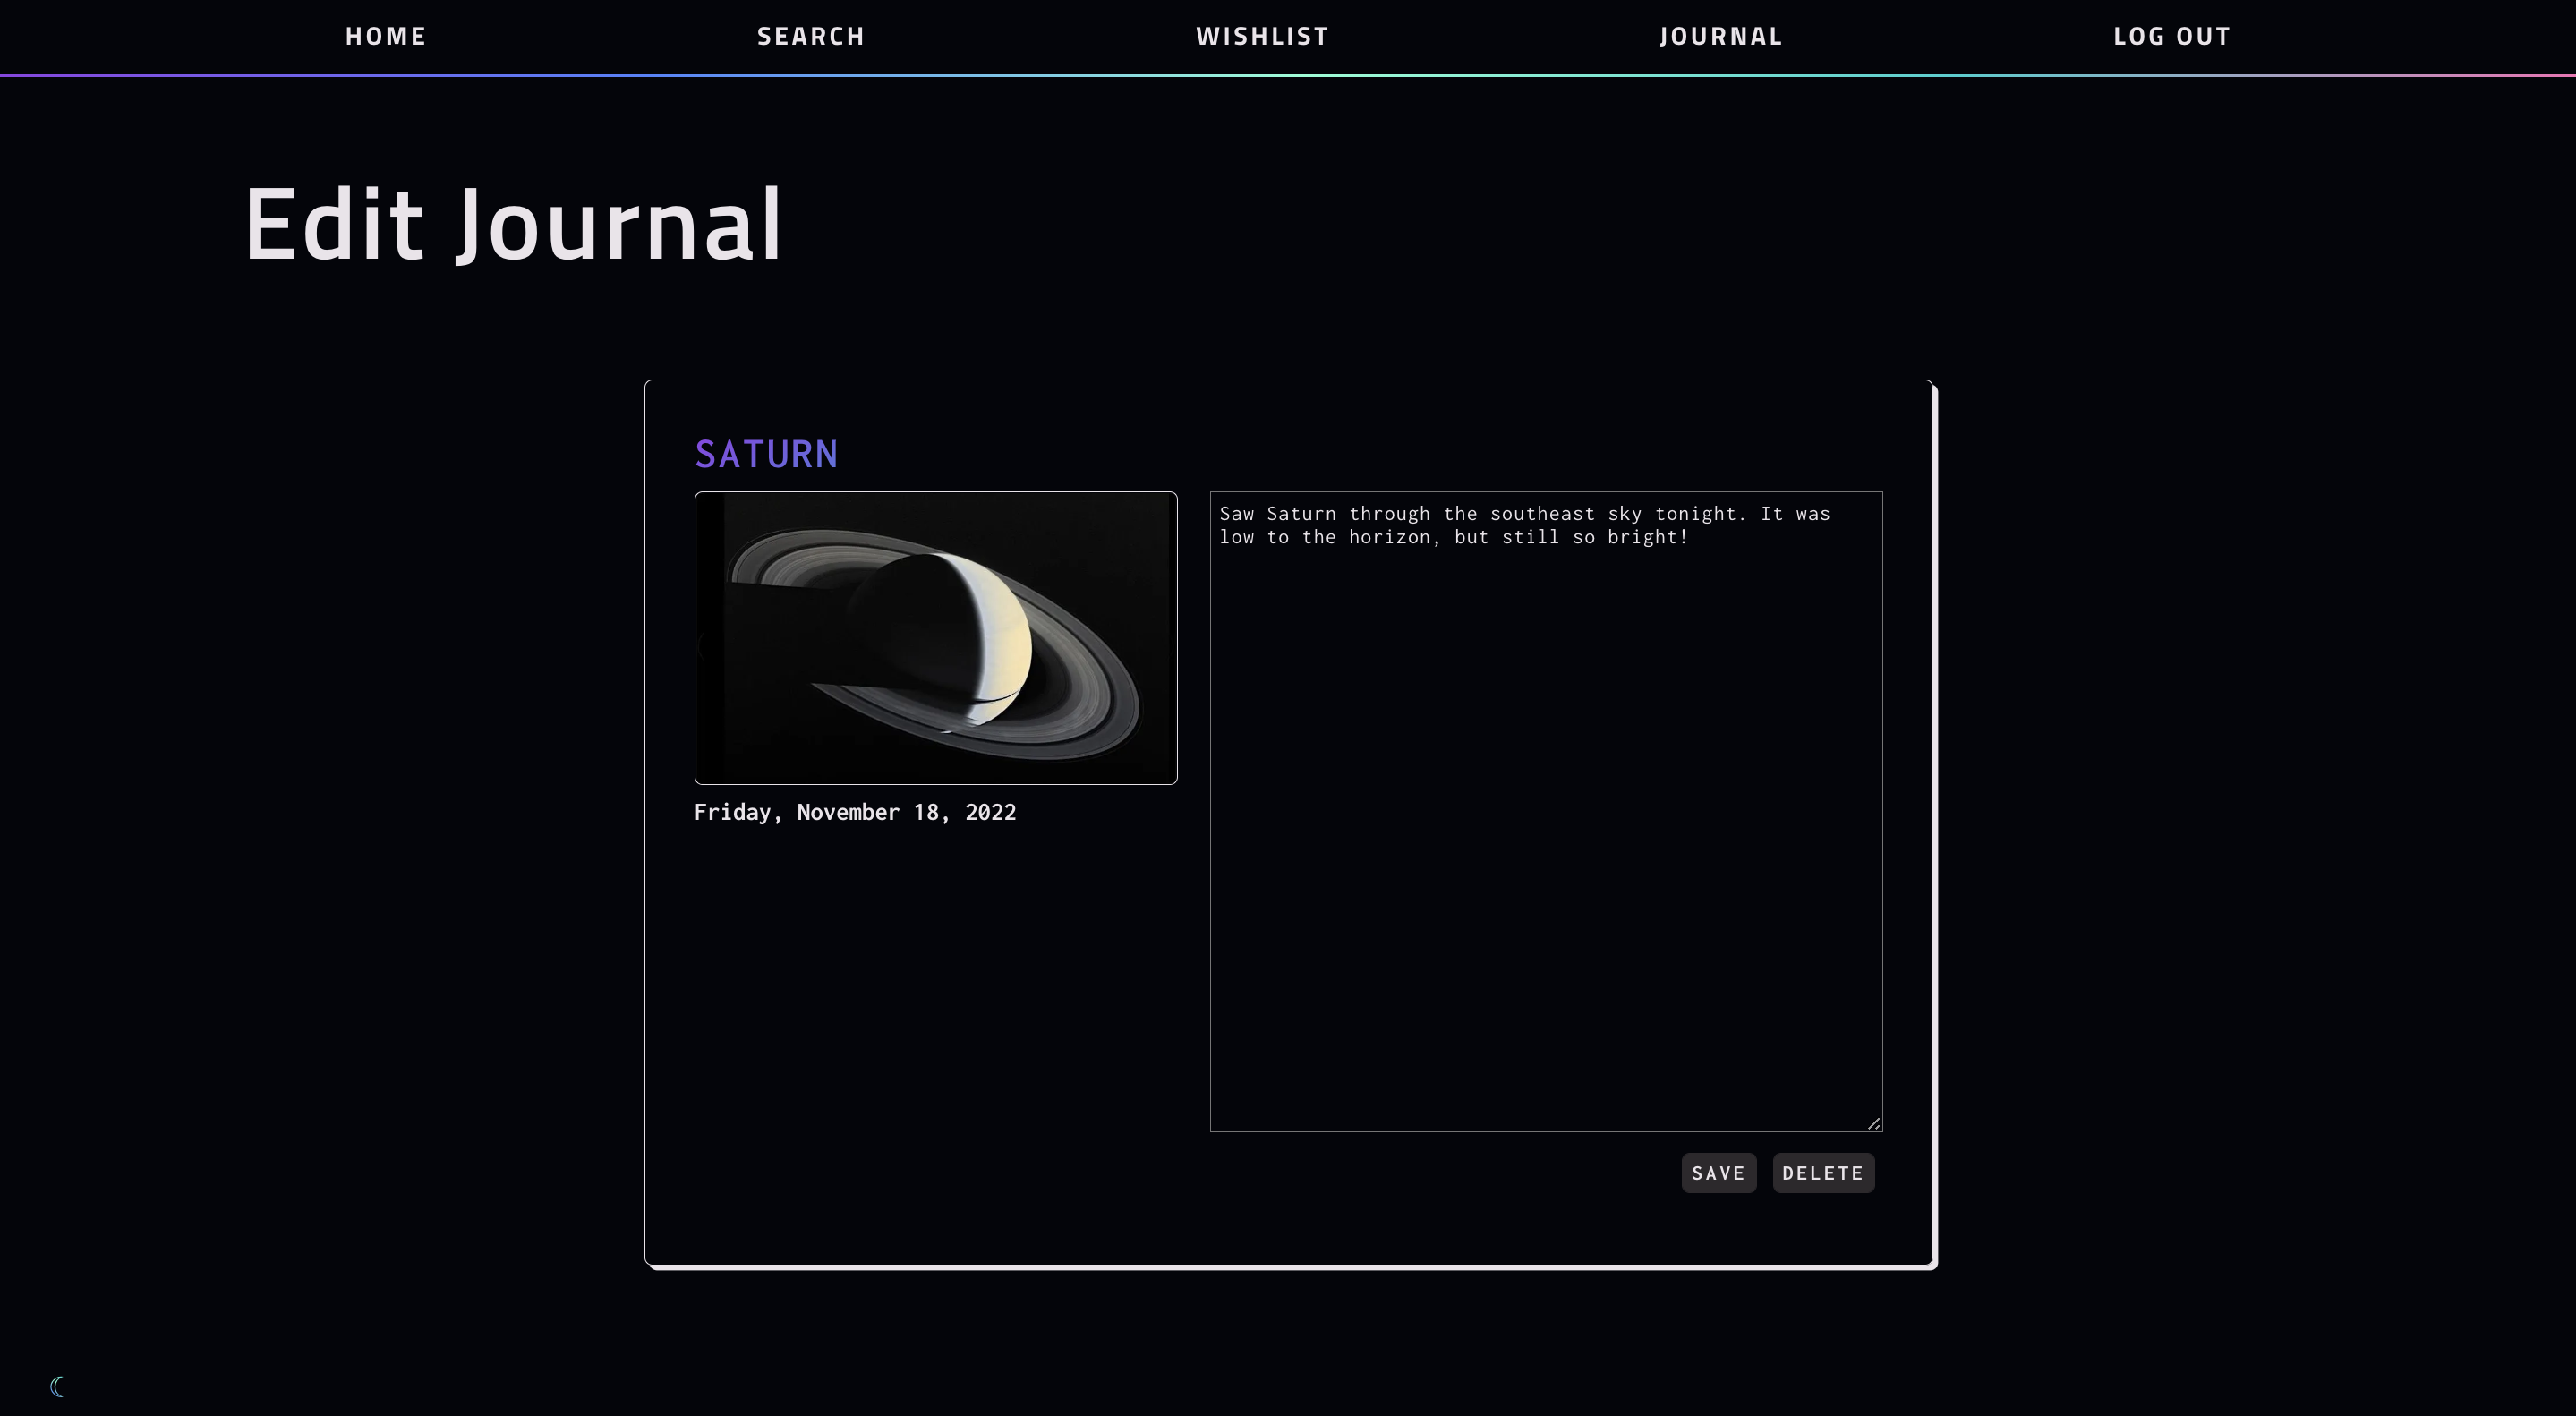 HOME SEARCH WISHLIST JOURNAL LOG OUT
Edit Journal
SATURN
Saw Saturn through the southeast sky tonight. It was
low to the horizon, but still so bright!
Friday, November 18, 2022
SAVE DELETE